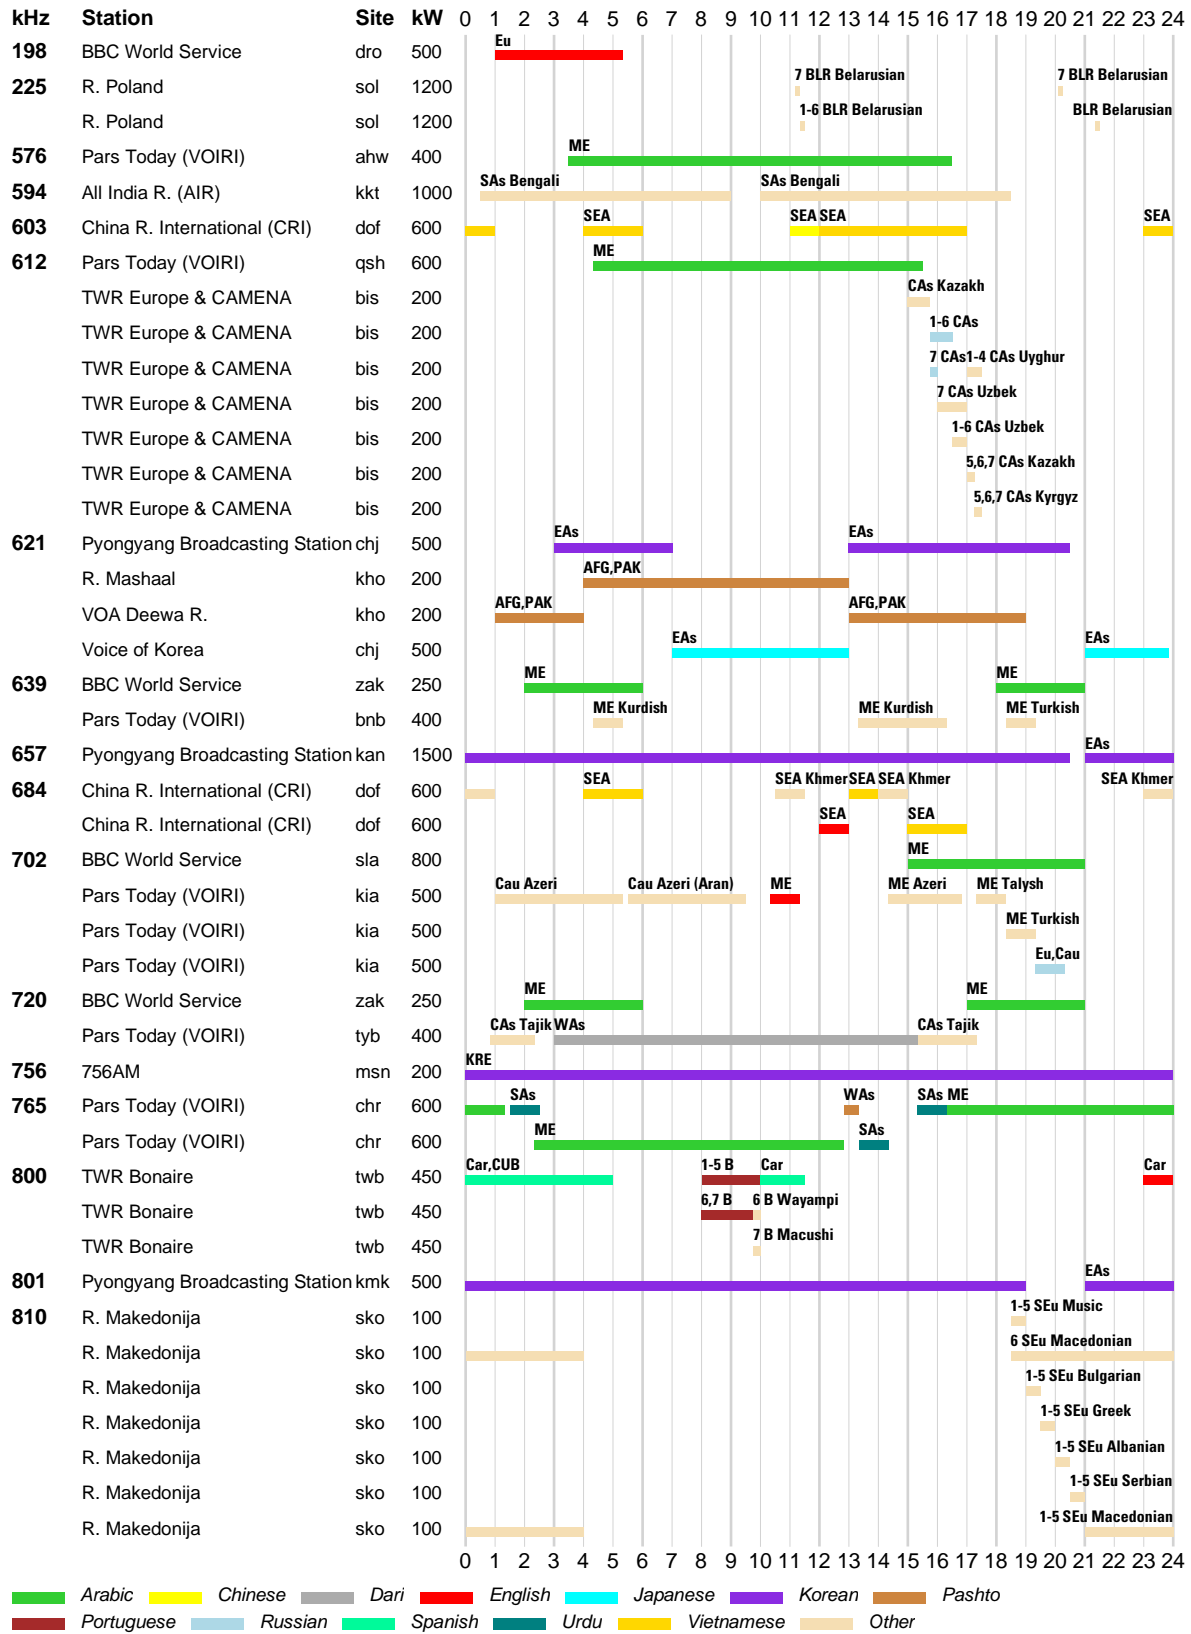 kHz Station Site kW 0 1 2 3 4 5 6 7 8 9 10 11 12 13 14 15 16 17 18 19 20 21 22 23 24
Eu
198 BBC World Service dro 500
7 BLR Belarusian 7 BLR Belarusian
225 R. Poland sol 1200
1-6 BLR Belarusian BLR Belarusian
R. Poland sol 1200
ME
576 Pars Today (VOIRI) ahw 400
SAs Bengali SAs Bengali
594 All India R. (AIR) kkt 1000
SEA SEA SEA SEA
603 China R. International (CRI) dof 600
ME
612 Pars Today (VOIRI) qsh 600
CAs Kazakh
TWR Europe & CAMENA bis 200
1-6 CAs
TWR Europe & CAMENA bis 200
7 CAs 1-4 CAs Uyghur
TWR Europe & CAMENA bis 200
7 CAs Uzbek
TWR Europe & CAMENA bis 200
1-6 CAs Uzbek
TWR Europe & CAMENA bis 200
5,6,7 CAs Kazakh
TWR Europe & CAMENA bis 200
5,6,7 CAs Kyrgyz
TWR Europe & CAMENA bis 200
EAs EAs
621 Pyongyang Broadcasting Station chj 500
AFG,PAK
R. Mashaal kho 200
AFG,PAK AFG,PAK
VOA Deewa R. kho 200
EAs EAs
Voice of Korea chj 500
ME ME
639 BBC World Service zak 250
ME Kurdish ME Kurdish ME Turkish
Pars Today (VOIRI) bnb 400
EAs
657 Pyongyang Broadcasting Station kan 1500
SEA SEA Khmer SEA SEA Khmer SEA Khmer
684 China R. International (CRI) dof 600
SEA SEA
China R. International (CRI) dof 600
ME
702 BBC World Service sla 800
Cau Azeri Cau Azeri (Aran) ME ME Azeri ME Talysh
Pars Today (VOIRI) kia 500
ME Turkish
Pars Today (VOIRI) kia 500
Eu,Cau
Pars Today (VOIRI) kia 500
ME ME
720 BBC World Service zak 250
CAs Tajik WAs CAs Tajik
Pars Today (VOIRI) tyb 400
KRE
756 756AM msn 200
SAs WAs SAs ME
765 Pars Today (VOIRI) chr 600
ME SAs
Pars Today (VOIRI) chr 600
Car,CUB 1-5 B Car Car
800 TWR Bonaire twb 450
6,7 B 6 B Wayampi
TWR Bonaire twb 450
7 B Macushi
TWR Bonaire twb 450
EAs
801 Pyongyang Broadcasting Station kmk 500
1-5 SEu Music
810 R. Makedonija sko 100
6 SEu Macedonian
R. Makedonija sko 100
1-5 SEu Bulgarian
R. Makedonija sko 100
1-5 SEu Greek
R. Makedonija sko 100
1-5 SEu Albanian
R. Makedonija sko 100
1-5 SEu Serbian
R. Makedonija sko 100
1-5 SEu Macedonian
R. Makedonija sko 100
0 1 2 3 4 5 6 7 8 9 10 11 12 13 14 15 16 17 18 19 20 21 22 23 24
Arabic Chinese Dari English Japanese Korean Pashto
Portuguese Russian Spanish Urdu Vietnamese Other